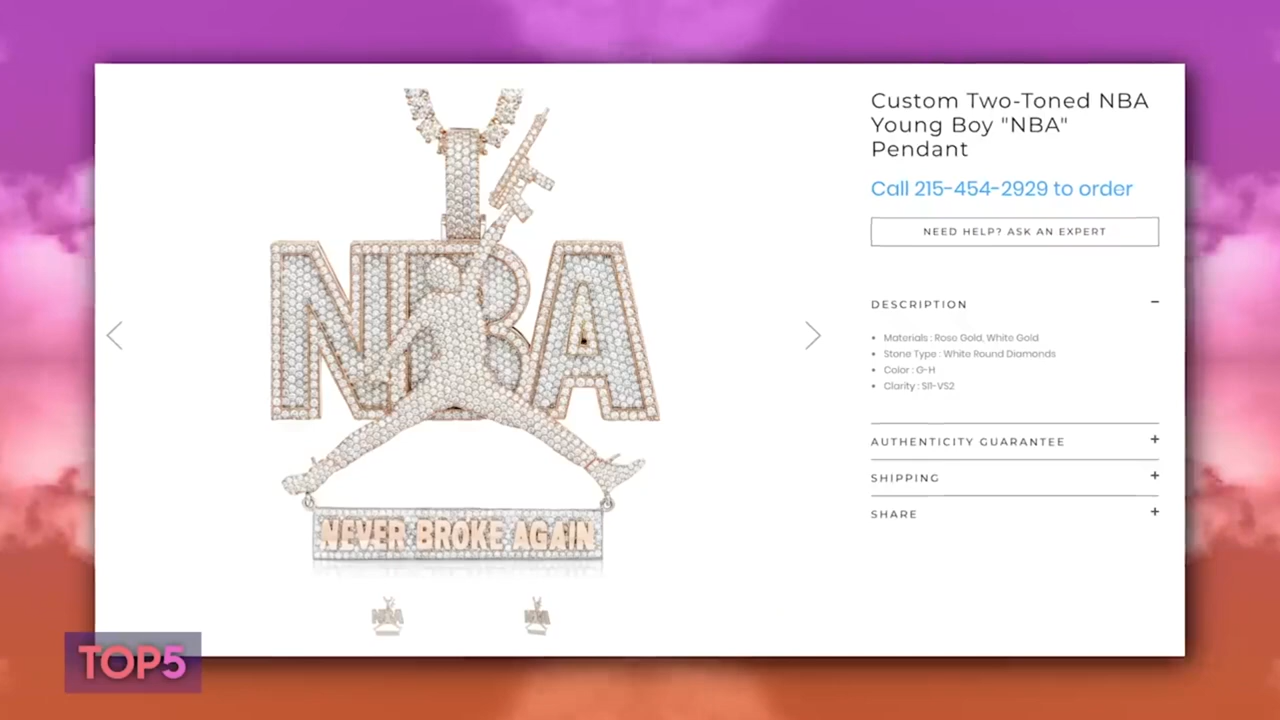 NBA
NEVER BROKE AGAIN
Custom Two-Toned NBA
Young Boy "NBA"
Pendant
Call 215-454-2929 to order
NEED HELP? ASK AN EXPERT
DESCRIPTION
Materials : Rose Gold, White Gold
Stone Type : White Round Diamonds
Color : G-H
Clarity : SI1-VS2
AUTHENTICITY GUARANTEE
SHIPPING
SHARE
NBA
NBA
TOP5